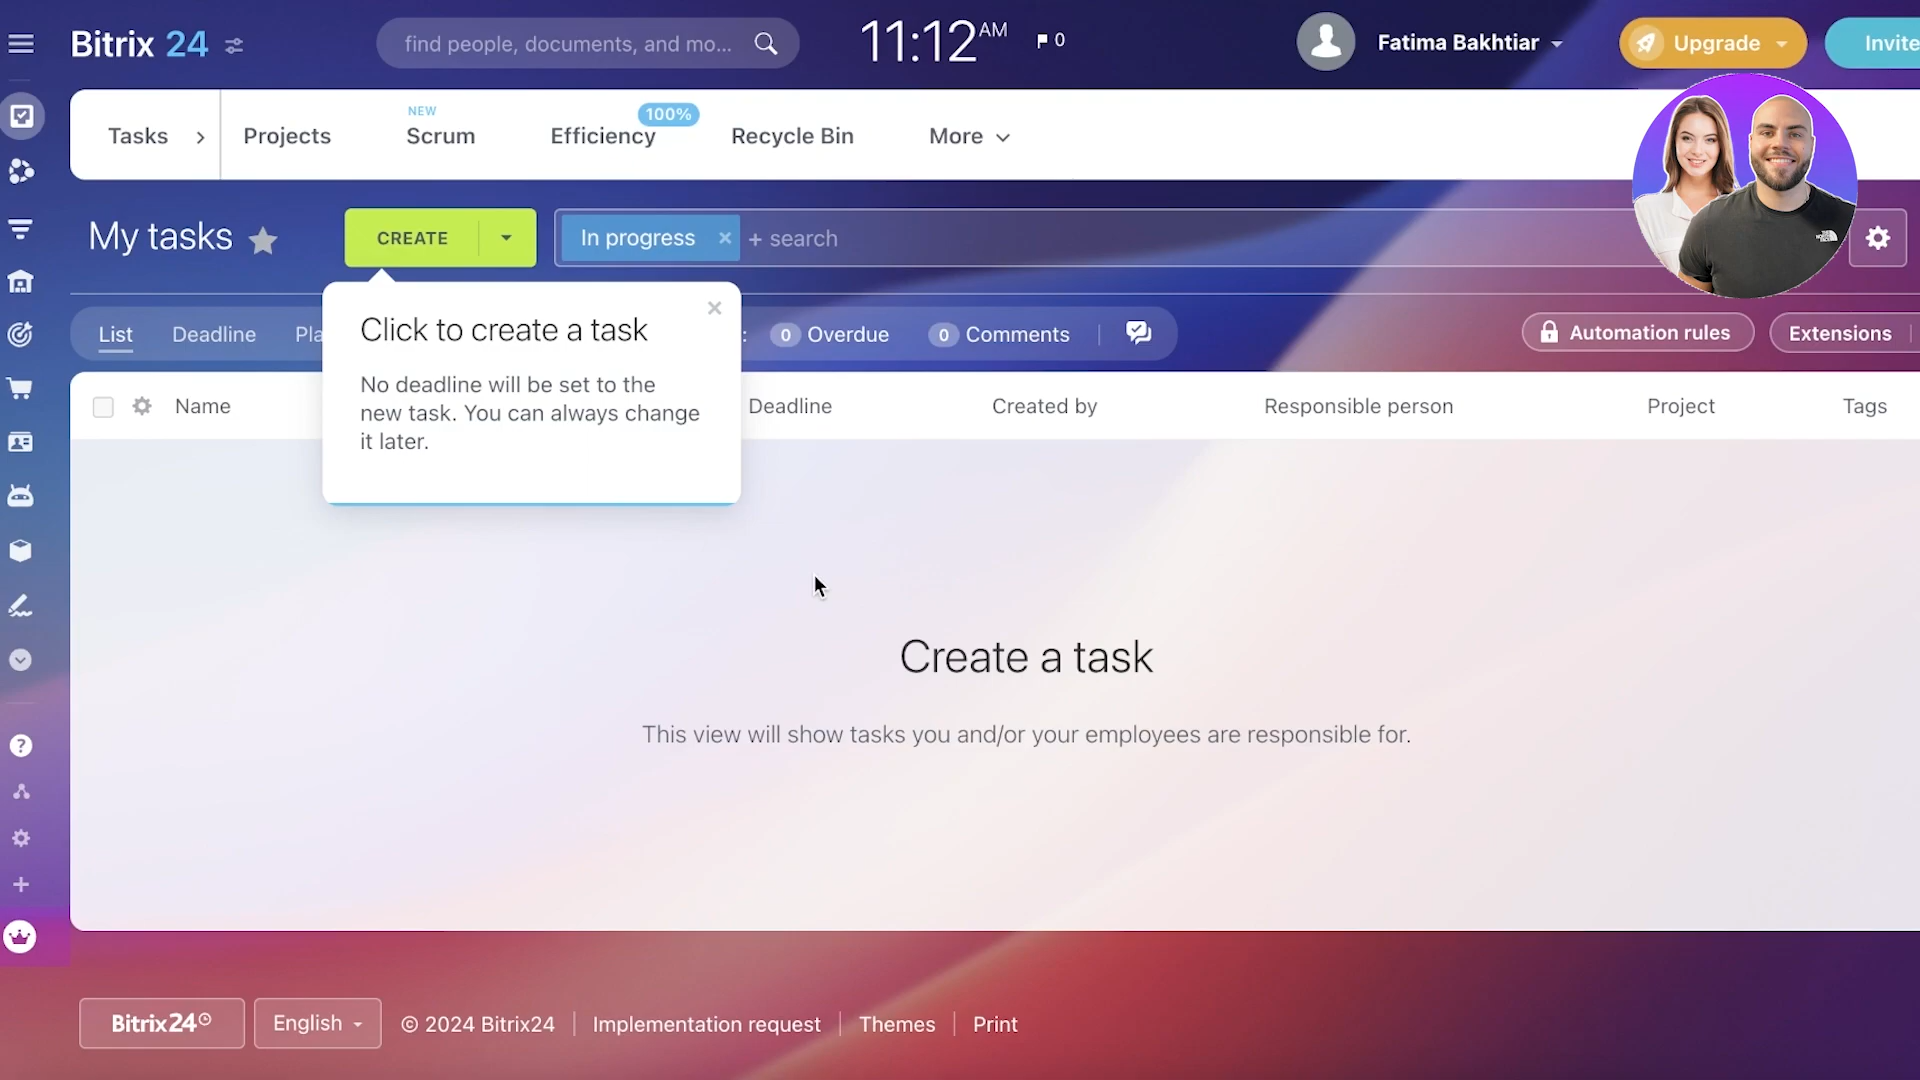 Bitrix 24
find people, documents, and mo...
11:12 AM
0
Fatima Bakhtiar
Upgrade
Invite
Tasks
Projects
NEW
Scrum
Efficiency
100%
Recycle Bin
More
My tasks
CREATE
In progress
+ search
Click to create a task
No deadline will be set to the
new task. You can always change
it later.
List
Deadline
Pla
:
0 Overdue
0 Comments
Automation rules
Extensions
Name
Deadline
Created by
Responsible person
Project
Tags
Create a task
This view will show tasks you and/or your employees are responsible for.
Bitrix24
English
© 2024 Bitrix24
Implementation request
Themes
Print